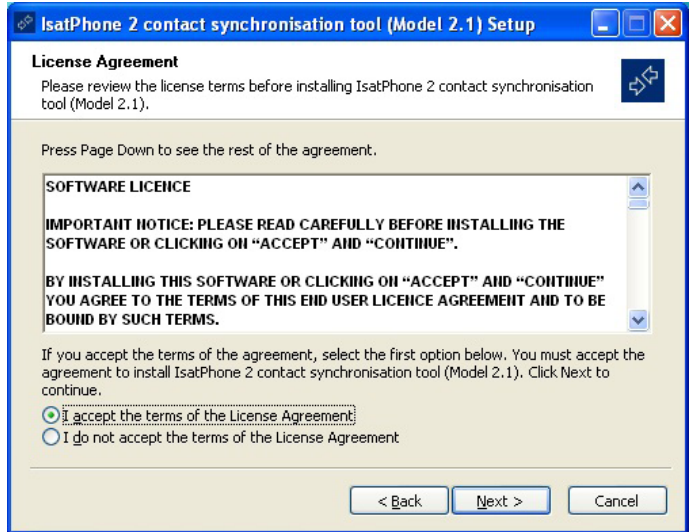 IsatPhone 2 contact synchronisation tool (Model 2.1) Setup
License Agreement
Please review the license terms before installing IsatPhone 2 contact synchronisation
tool (Model 2.1).
Press Page Down to see the rest of the agreement.
SOFTWARE LICENCE
IMPORTANT NOTICE: PLEASE READ CAREFULLY BEFORE INSTALLING THE
SOFTWARE OR CLICKING ON “ACCEPT” AND “CONTINUE”.
BY INSTALLING THIS SOFTWARE OR CLICKING ON “ACCEPT” AND “CONTINUE”
YOU AGREE TO THE TERMS OF THIS END USER LICENCE AGREEMENT AND TO BE
BOUND BY SUCH TERMS.
If you accept the terms of the agreement, select the first option below. You must accept the
agreement to install IsatPhone 2 contact synchronisation tool (Model 2.1). Click Next to
continue.
I accept the terms of the License Agreement
I do not accept the terms of the License Agreement
< Back Next > Cancel